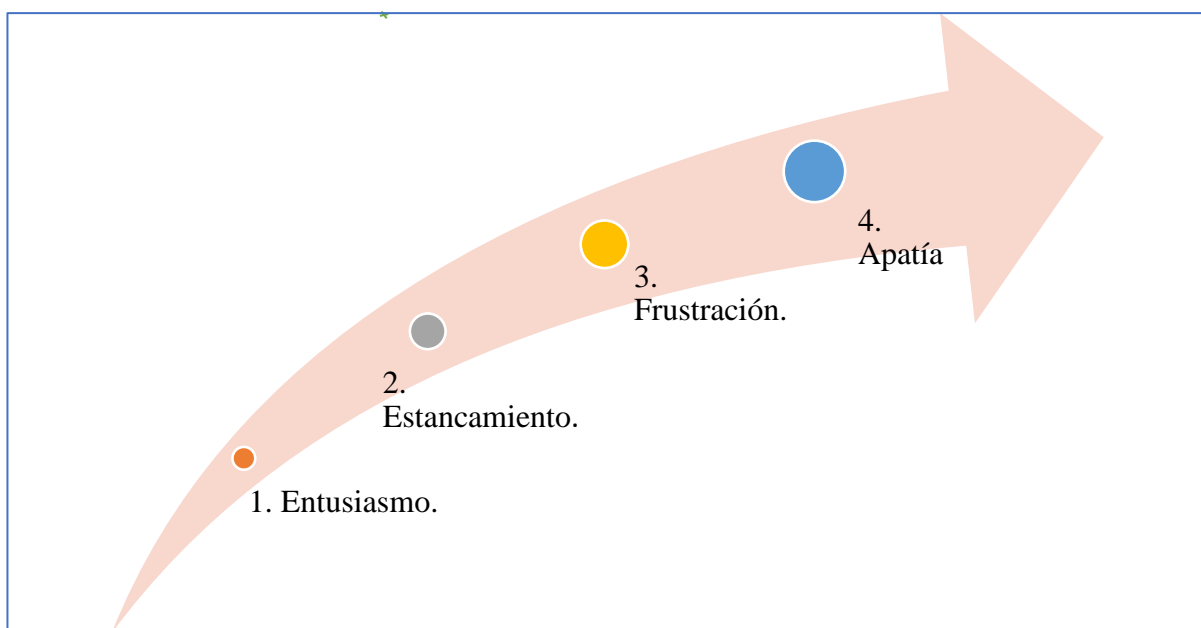 1. Entusiasmo.
2.
Estancamiento.
3.
Frustración.
4.
Apatía